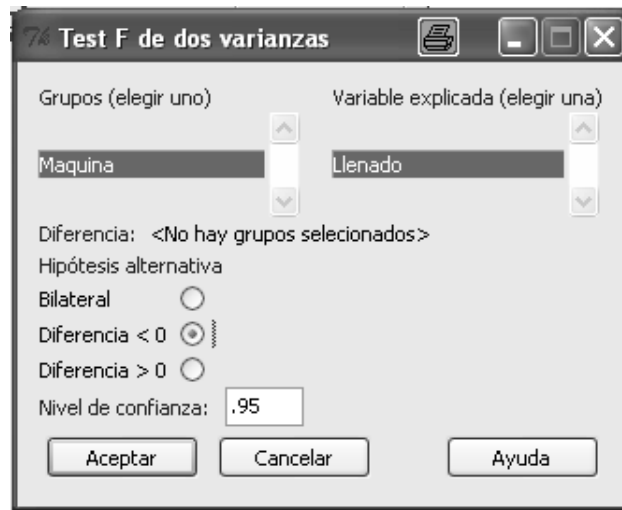 Test F de dos varianzas
Grupos (elegir uno)
Variable explicada (elegir una)
Maquina
Llenado
Diferencia: <No hay grupos selecionados>
Hipótesis alternativa
Bilateral
Diferencia < 0
Diferencia > 0
Nivel de confianza: .95
Aceptar
Cancelar
Ayuda